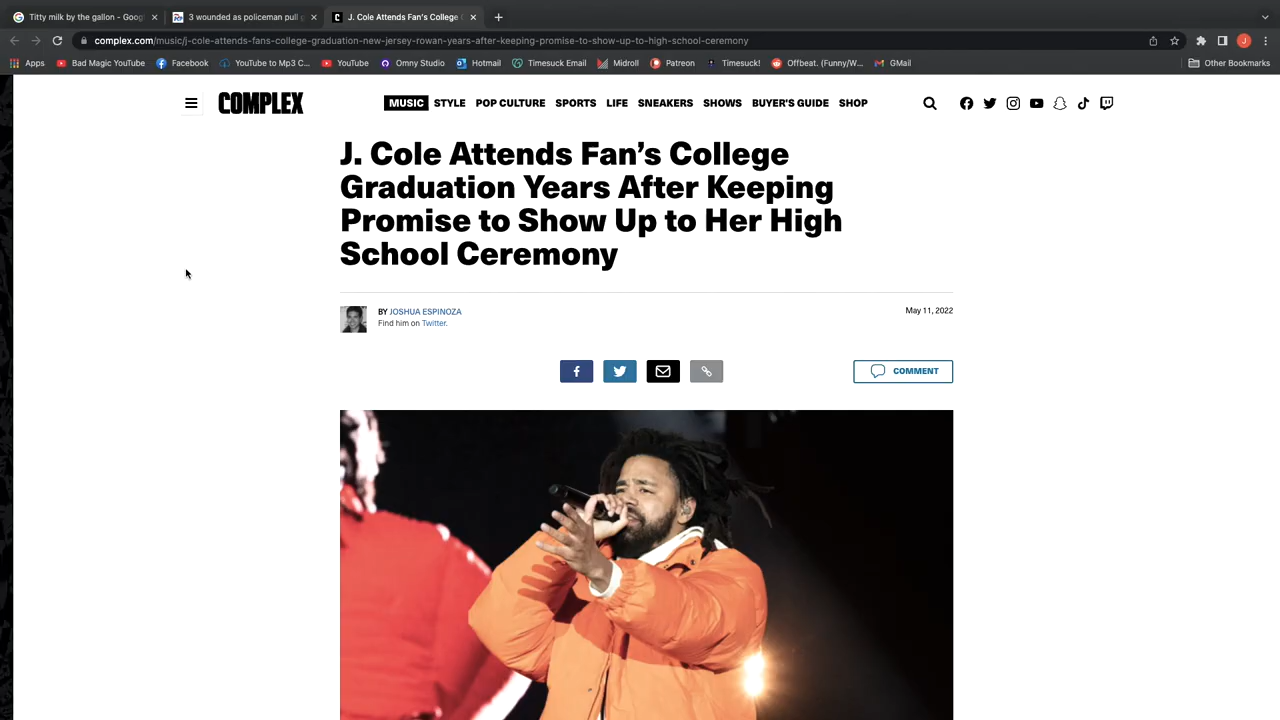 Titty milk by the gallon - Goog
3 wounded as policeman pull g
J. Cole Attends Fan's College G
complex.com/music/j-cole-attends-fans-college-graduation-new-jersey-rowan-years-after-keeping-promise-to-show-up-to-high-school-ceremony
J
Apps
Bad Magic YouTube
Facebook
YouTube to Mp3 C...
YouTube
Omny Studio
Hotmail
Timesuck Email
Midroll
Patreon
Timesuck!
Offbeat. (Funny/W...
GMail
Other Bookmarks
COMPLEX
MUSIC STYLE POP CULTURE SPORTS LIFE SNEAKERS SHOWS BUYER'S GUIDE SHOP
J. Cole Attends Fan’s College
Graduation Years After Keeping
Promise to Show Up to Her High
School Ceremony
BY JOSHUA ESPINOZA
Find him on Twitter.
May 11, 2022
COMMENT